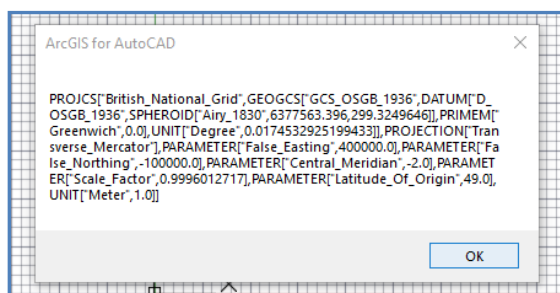 ArcGIS for AutoCAD
PROJCS["British_National_Grid",GEOGCS["GCS_OSGB_1936",DATUM["D_
OSGB_1936",SPHEROID["Airy_1830",6377563.396,299.3249646]],PRIMEM["
Greenwich",0.0],UNIT["Degree",0.0174532925199433]],PROJECTION["Tran
sverse_Mercator"],PARAMETER["False_Easting",400000.0],PARAMETER["Fa
lse_Northing",-100000.0],PARAMETER["Central_Meridian",-2.0],PARAMET
ER["Scale_Factor",0.9996012717],PARAMETER["Latitude_Of_Origin",49.0],
UNIT["Meter",1.0]]
OK